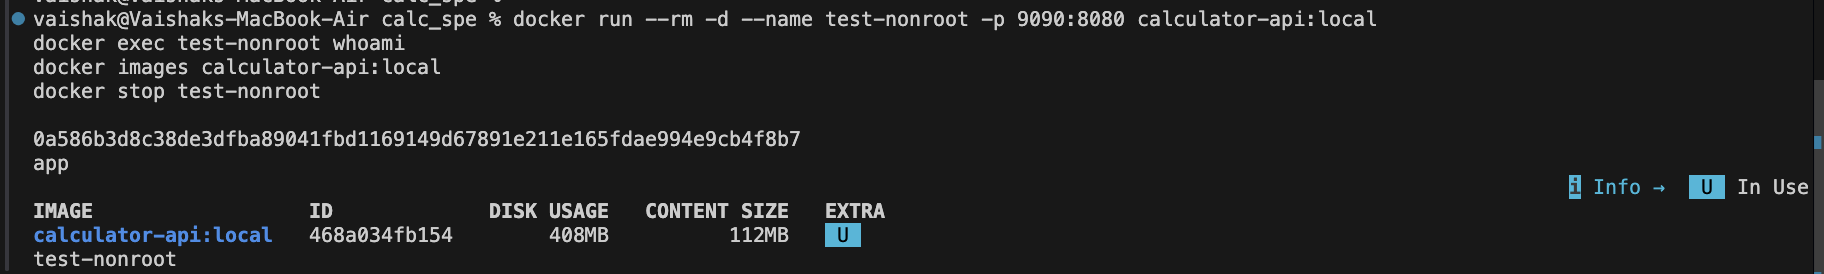 vaishak@Vaishaks-MacBook-Air calc_spe % docker run --rm -d --name test-nonroot -p 9090:8080 calculator-api:local
docker exec test-nonroot whoami
docker images calculator-api:local
docker stop test-nonroot
0a586b3d8c38de3dfba89041fbd1169149d67891e211e165fdae994e9cb4f8b7
app
i Info → U In Use
IMAGE ID DISK USAGE CONTENT SIZE EXTRA
calculator-api:local 468a034fb154 408MB 112MB U
test-nonroot